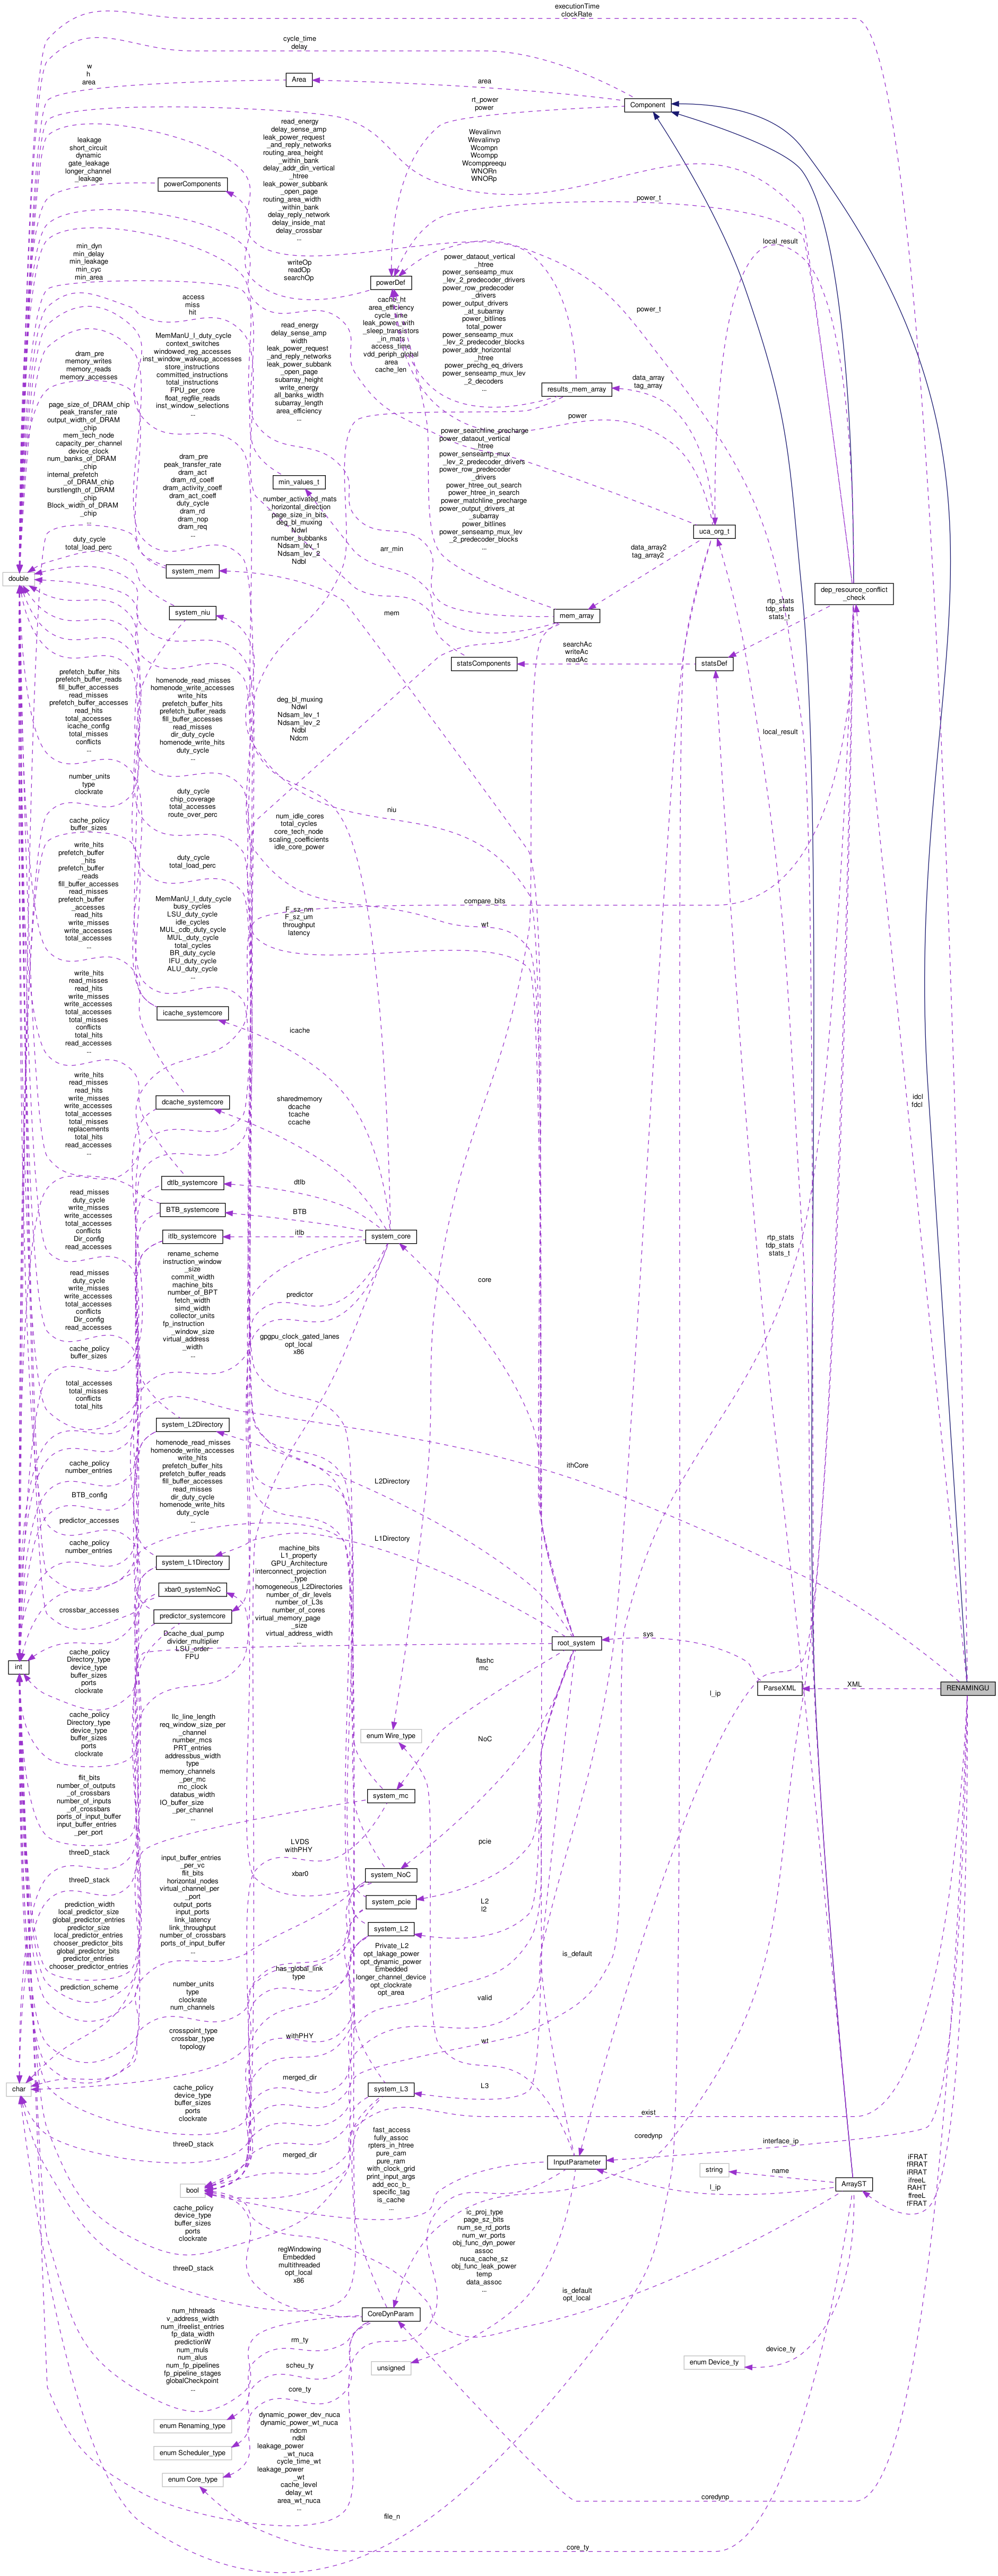 executionTime
clockRate
cycle_time
delay
w
h
area
Area
area
Component
rt_power
power
read_energy
delay_sense_amp
leak_power_request
_and_reply_networks
routing_area_height
_within_bank
delay_addr_din_vertical
_htree
leak_power_subbank
_open_page
routing_area_width
_within_bank
delay_reply_network
delay_inside_mat
delay_crossbar
...
Wevalinvn
Wevalinvp
Wcompn
Wcompp
Wcomppreequ
WNORn
WNORp
leakage
short_circuit
dynamic
gate_leakage
longer_channel
_leakage
powerComponents
power_t
local_result
min_dyn
min_delay
min_leakage
min_cyc
min_area
writeOp
readOp
searchOp
powerDef
power_dataout_vertical
_htree
power_senseamp_mux
_lev_2_predecoder_drivers
power_row_predecoder
_drivers
power_output_drivers
_at_subarray
power_bitlines
total_power
power_senseamp_mux
_lev_2_predecoder_blocks
power_addr_horizontal
_htree
power_prechg_eq_drivers
power_senseamp_mux_lev
_2_decoders
...
access
miss
hit
cache_ht
area_efficiency
cycle_time
leak_power_with
_sleep_transistors
_in_mats
access_time
vdd_periph_global
area
cache_len
power_t
MemManU_I_duty_cycle
context_switches
windowed_reg_accesses
inst_window_wakeup_accesses
store_instructions
committed_instructions
total_instructions
FPU_per_core
float_regfile_reads
inst_window_selections
...
read_energy
delay_sense_amp
width
leak_power_request
_and_reply_networks
leak_power_subbank
_open_page
subarray_height
write_energy
all_banks_width
subarray_length
area_efficiency
...
dram_pre
memory_writes
memory_reads
memory_accesses
results_mem_array
data_array
tag_array
power
page_size_of_DRAM_chip
peak_transfer_rate
output_width_of_DRAM
_chip
mem_tech_node
capacity_per_channel
device_clock
num_banks_of_DRAM
_chip
internal_prefetch
_of_DRAM_chip
burstlength_of_DRAM
_chip
Block_width_of_DRAM
_chip
...
dram_pre
peak_transfer_rate
dram_act
dram_rd_coeff
dram_activity_coeff
dram_act_coeff
duty_cycle
dram_rd
dram_nop
dram_req
...
power_searchline_precharge
power_dataout_vertical
_htree
power_senseamp_mux
_lev_2_predecoder_drivers
power_row_predecoder
_drivers
power_htree_out_search
power_htree_in_search
power_matchline_precharge
power_output_drivers_at
_subarray
power_bitlines
power_senseamp_mux_lev
_2_predecoder_blocks
...
min_values_t
number_activated_mats
horizontal_direction
page_size_in_bits
deg_bl_muxing
Ndwl
number_subbanks
Ndsam_lev_1
Ndsam_lev_2
Ndbl
arr_min
uca_org_t
data_array2
tag_array2
duty_cycle
total_load_perc
double
system_mem
mem
dep_resource_conflict
_check
system_niu
mem_array
rtp_stats
tdp_stats
stats_t
statsComponents
searchAc
writeAc
readAc
statsDef
prefetch_buffer_hits
prefetch_buffer_reads
fill_buffer_accesses
read_misses
prefetch_buffer_accesses
read_hits
total_accesses
icache_config
total_misses
conflicts
...
homenode_read_misses
homenode_write_accesses
write_hits
prefetch_buffer_hits
prefetch_buffer_reads
fill_buffer_accesses
read_misses
dir_duty_cycle
homenode_write_hits
duty_cycle
...
deg_bl_muxing
Ndwl
Ndsam_lev_1
Ndsam_lev_2
Ndbl
Ndcm
local_result
number_units
type
clockrate
duty_cycle
chip_coverage
total_accesses
route_over_perc
niu
num_idle_cores
total_cycles
core_tech_node
scaling_coefficients
idle_core_power
cache_policy
buffer_sizes
write_hits
prefetch_buffer
_hits
prefetch_buffer
_reads
fill_buffer_accesses
read_misses
prefetch_buffer
_accesses
read_hits
write_misses
write_accesses
total_accesses
...
duty_cycle
total_load_perc
MemManU_I_duty_cycle
busy_cycles
LSU_duty_cycle
idle_cycles
MUL_cdb_duty_cycle
MUL_duty_cycle
total_cycles
BR_duty_cycle
IFU_duty_cycle
ALU_duty_cycle
...
F_sz_nm
F_sz_um
throughput
latency
compare_bits
wt
idcl
fdcl
write_hits
read_misses
read_hits
write_misses
write_accesses
total_accesses
total_misses
conflicts
total_hits
read_accesses
...
icache_systemcore
icache
write_hits
read_misses
read_hits
write_misses
write_accesses
total_accesses
total_misses
replacements
total_hits
read_accesses
...
dcache_systemcore
sharedmemory
dcache
tcache
ccache
dtlb_systemcore
dtlb
BTB_systemcore
BTB
itlb_systemcore
itlb
system_core
read_misses
duty_cycle
write_misses
write_accesses
total_accesses
conflicts
Dir_config
read_accesses
rename_scheme
instruction_window
_size
commit_width
machine_bits
number_of_BPT
fetch_width
simd_width
collector_units
fp_instruction
_window_size
virtual_address
_width
...
predictor
core
rtp_stats
tdp_stats
stats_t
read_misses
duty_cycle
write_misses
write_accesses
total_accesses
conflicts
Dir_config
read_accesses
gpgpu_clock_gated_lanes
opt_local
x86
cache_policy
buffer_sizes
total_accesses
total_misses
conflicts
total_hits
system_L2Directory
homenode_read_misses
homenode_write_accesses
write_hits
prefetch_buffer_hits
prefetch_buffer_reads
fill_buffer_accesses
read_misses
dir_duty_cycle
homenode_write_hits
duty_cycle
...
cache_policy
number_entries
L2Directory
ithCore
BTB_config
predictor_accesses
cache_policy
number_entries
L1Directory
system_L1Directory
machine_bits
L1_property
GPU_Architecture
interconnect_projection
_type
homogeneous_L2Directories
number_of_dir_levels
number_of_L3s
number_of_cores
virtual_memory_page
_size
virtual_address_width
...
xbar0_systemNoC
crossbar_accesses
predictor_systemcore
Dcache_dual_pump
divider_multiplier
LSU_order
FPU
root_system
sys
int
cache_policy
Directory_type
device_type
buffer_sizes
ports
clockrate
flashc
mc
ParseXML
XML
RENAMINGU
l_ip
cache_policy
Directory_type
device_type
buffer_sizes
ports
clockrate
llc_line_length
req_window_size_per
_channel
number_mcs
PRT_entries
addressbus_width
type
memory_channels
_per_mc
mc_clock
databus_width
IO_buffer_size
_per_channel
...
enum Wire_type
NoC
system_mc
flit_bits
number_of_outputs
_of_crossbars
number_of_inputs
_of_crossbars
ports_of_input_buffer
input_buffer_entries
_per_port
threeD_stack
LVDS
withPHY
pcie
threeD_stack
input_buffer_entries
_per_vc
flit_bits
horizontal_nodes
virtual_channel_per
_port
output_ports
input_ports
link_latency
link_throughput
number_of_crossbars
ports_of_input_buffer
...
xbar0
system_NoC
system_pcie
L2
l2
prediction_width
local_predictor_size
global_predictor_entries
predictor_size
local_predictor_entries
chooser_predictor_bits
global_predictor_bits
predictor_entries
chooser_predictor_entries
system_L2
Private_L2
opt_lakage_power
opt_dynamic_power
Embedded
longer_channel_device
opt_clockrate
opt_area
is_default
has_global_link
type
prediction_scheme
number_units
type
clockrate
num_channels
valid
crosspoint_type
crossbar_type
topology
withPHY
wt
merged_dir
char
system_L3
L3
cache_policy
device_type
buffer_sizes
ports
clockrate
exist
fast_access
fully_assoc
rpters_in_htree
pure_cam
pure_ram
with_clock_grid
print_input_args
add_ecc_b_
specific_tag
is_cache
...
coredynp
interface_ip
threeD_stack
merged_dir
InputParameter
string
name
iFRAT
fRRAT
iRRAT
ifreeL
RAHT
ffreeL
fFRAT
ArrayST
l_ip
bool
cache_policy
device_type
buffer_sizes
ports
clockrate
ic_proj_type
page_sz_bits
num_se_rd_ports
num_wr_ports
obj_func_dyn_power
assoc
nuca_cache_sz
obj_func_leak_power
temp
data_assoc
...
regWindowing
Embedded
multithreaded
opt_local
x86
threeD_stack
is_default
opt_local
CoreDynParam
num_hthreads
v_address_width
num_ifreelist_entries
fp_data_width
predictionW
num_muls
num_alus
num_fp_pipelines
fp_pipeline_stages
globalCheckpoint
...
rm_ty
device_ty
unsigned
enum Device_ty
scheu_ty
core_ty
enum Renaming_type
enum Scheduler_type
enum Core_type
dynamic_power_dev_nuca
dynamic_power_wt_nuca
ndcm
ndbl
leakage_power
_wt_nuca
cycle_time_wt
leakage_power
_wt
cache_level
delay_wt
area_wt_nuca
...
coredynp
file_n
core_ty